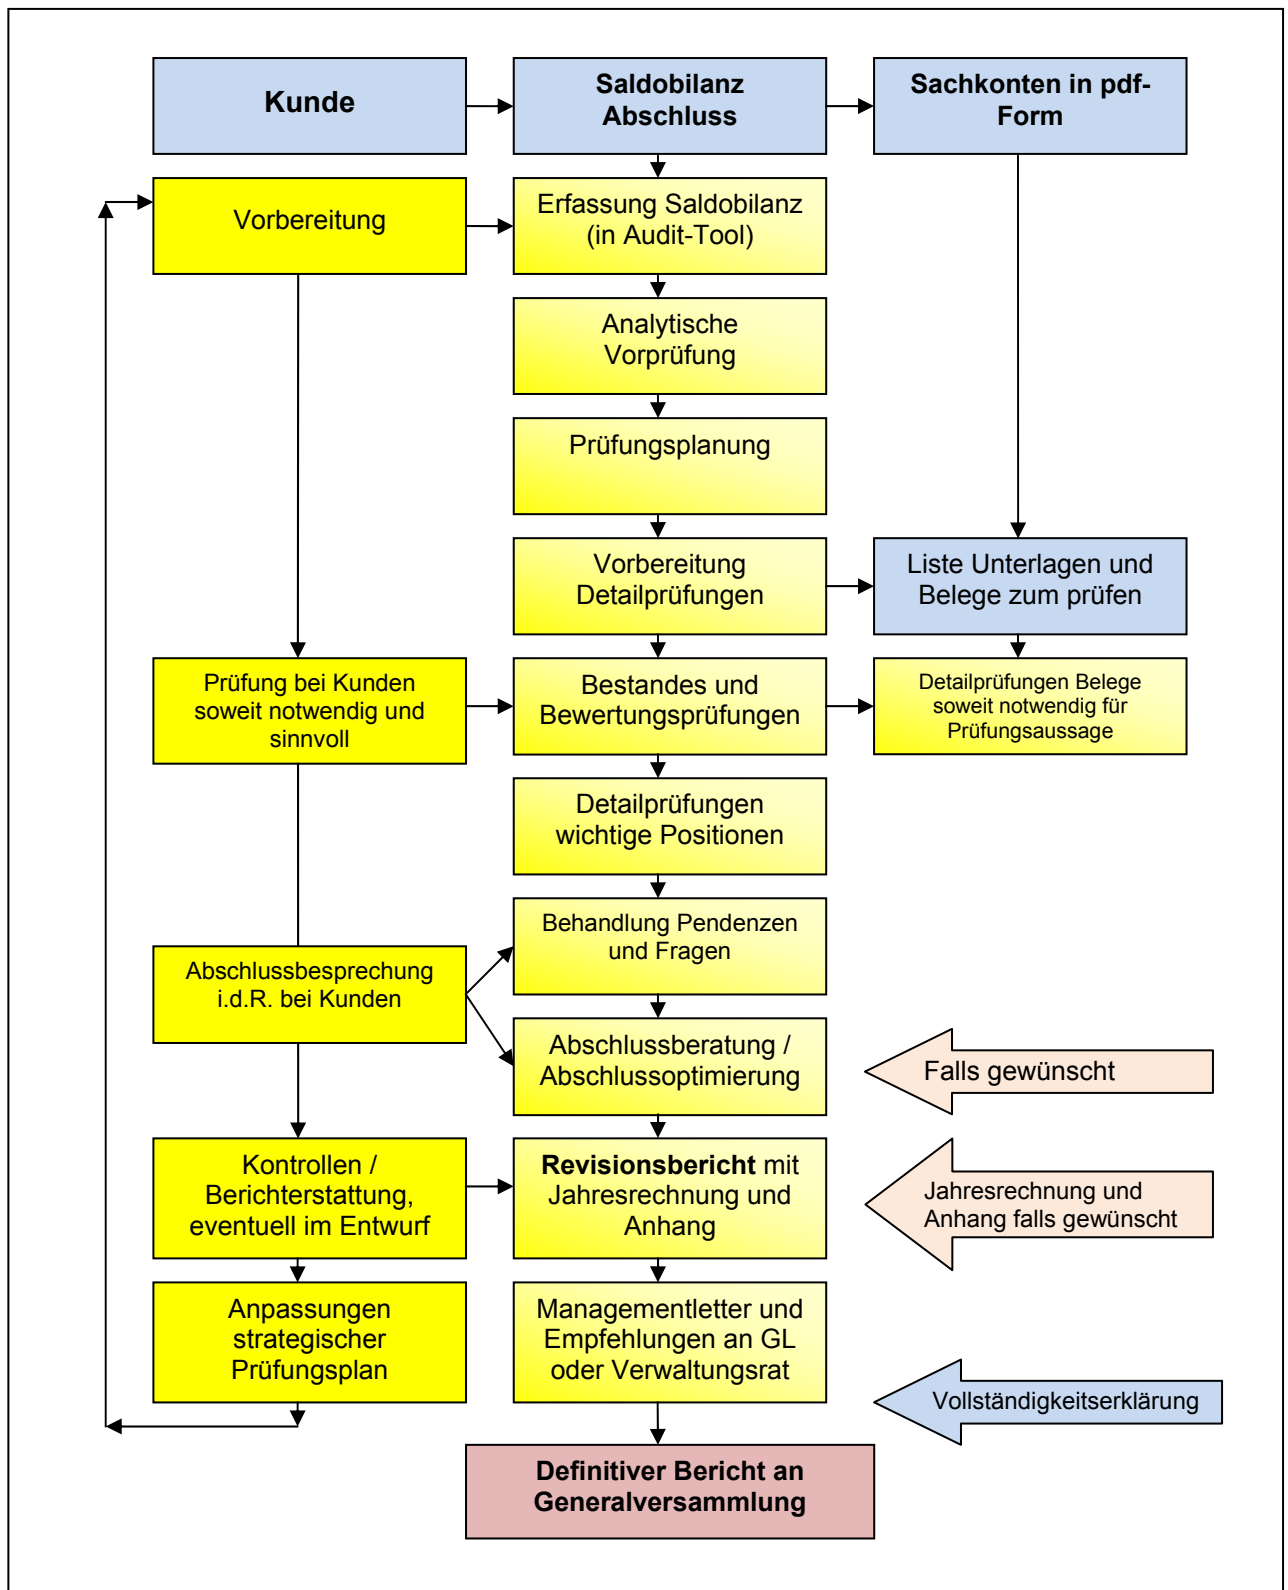 Kunde
Saldobilanz
Abschluss
Sachkonten in pdf-
Form
Vorbereitung
Erfassung Saldobilanz
(in Audit-Tool)
Analytische
Vorprüfung
Prüfungsplanung
Vorbereitung
Detailprüfungen
Liste Unterlagen und
Belege zum prüfen
Prüfung bei Kunden
soweit notwendig und
sinnvoll
Bestandes und
Bewertungsprüfungen
Detailprüfungen Belege
soweit notwendig für
Prüfungsaussage
Detailprüfungen
wichtige Positionen
Behandlung Pendenzen
und Fragen
Abschlussbesprechung
i.d.R. bei Kunden
Abschlussberatung /
Abschlussoptimierung
Falls gewünscht
Kontrollen /
Berichterstattung,
eventuell im Entwurf
Revisionsbericht mit
Jahresrechnung und
Anhang
Jahresrechnung und
Anhang falls gewünscht
Anpassungen
strategischer
Prüfungsplan
Managementletter und
Empfehlungen an GL
oder Verwaltungsrat
Vollständigkeitserklärung
Definitiver Bericht an
Generalversammlung